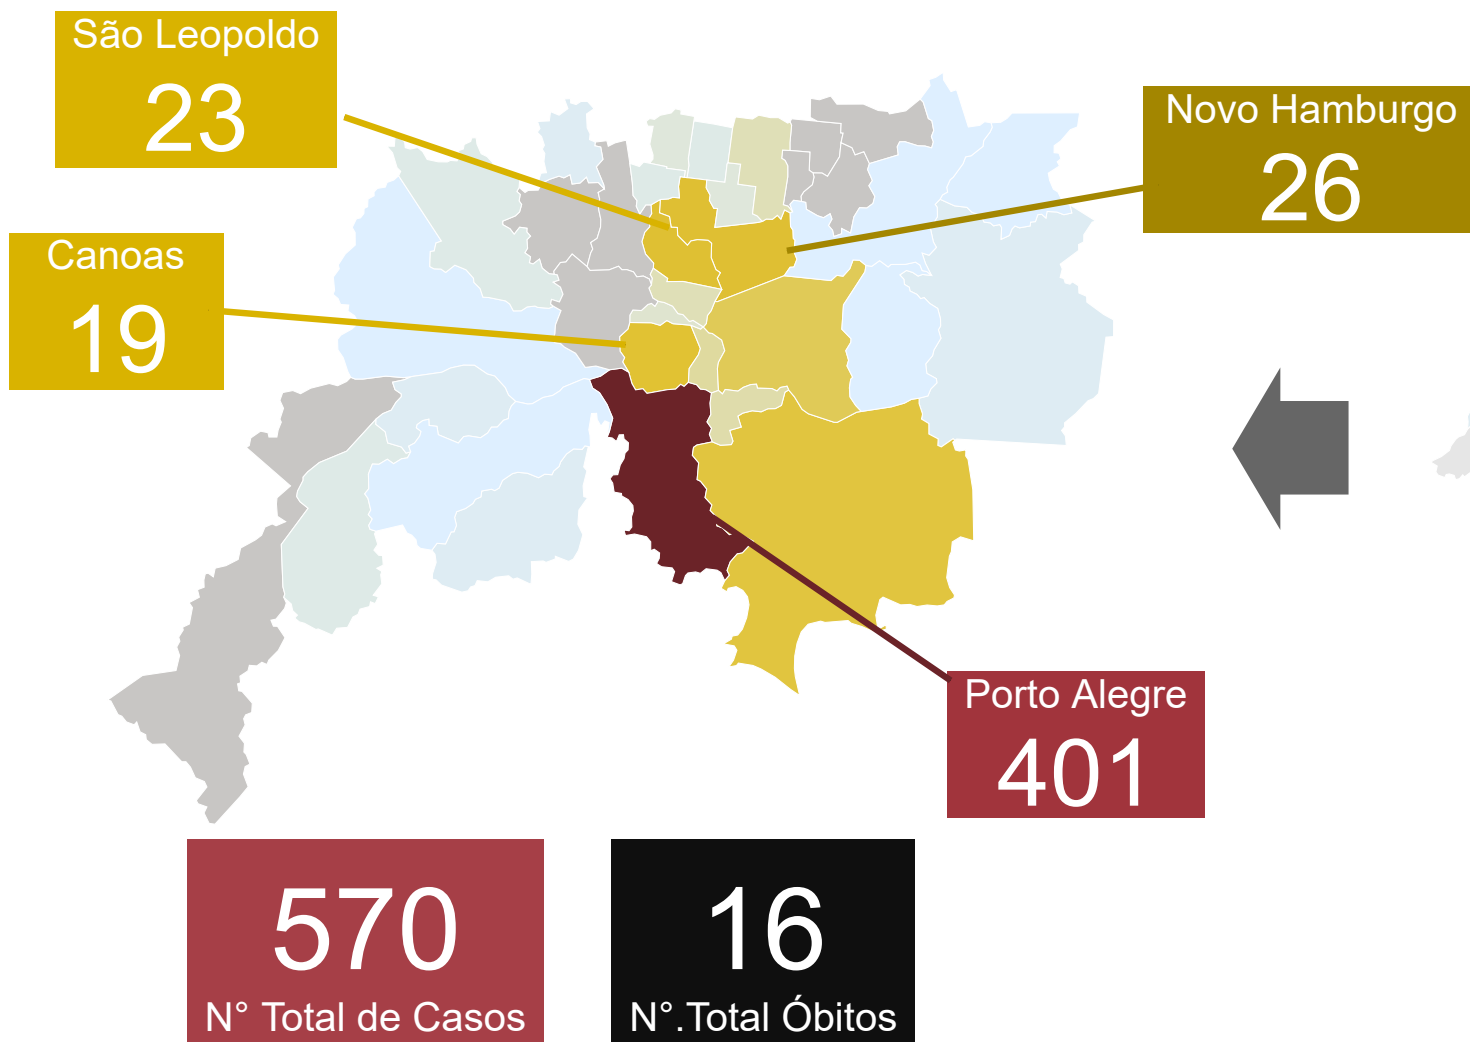 São Leopoldo
23
Novo Hamburgo
26
Canoas
19
Porto Alegre
401
570
N° Total de Casos
16
N°.Total Óbitos